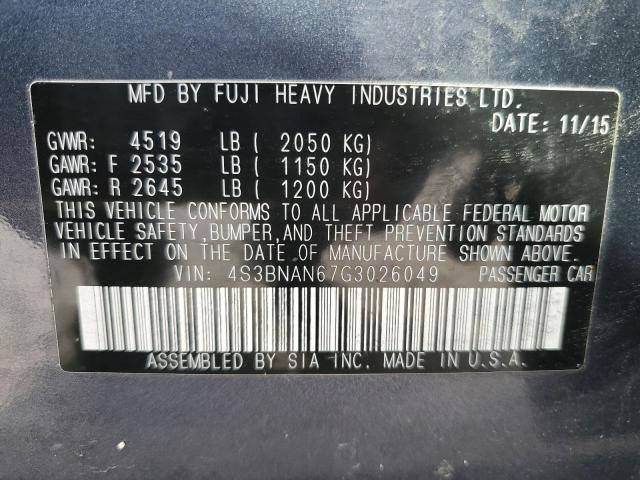 MFD BY FUJI HEAVY INDUSTRIES LTD.
DATE: 11/15
GVWR: 4519 LB ( 2050 KG)
GAWR: F 2535 LB ( 1150 KG)
GAWR: R 2645 LB ( 1200 KG)
THIS VEHICLE CONFORMS TO ALL APPLICABLE FEDERAL MOTOR
VEHICLE SAFETY, BUMPER, AND THEFT PREVENTION STANDARDS
IN EFFECT ON THE DATE OF MANUFACTURE SHOWN ABOVE.
VIN: 4S3BNAN67G3026049 PASSENGER CAR
ASSEMBLED BY SIA INC. MADE IN U.S.A.